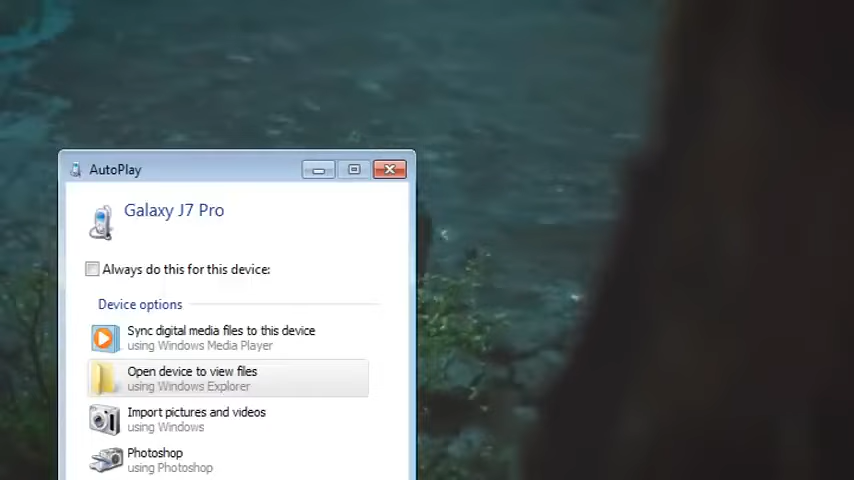 AutoPlay
Galaxy J7 Pro
Always do this for this device:
Device options
Sync digital media files to this device
using Windows Media Player
Open device to view files
using Windows Explorer
Import pictures and videos
using Windows
Photoshop
using Photoshop